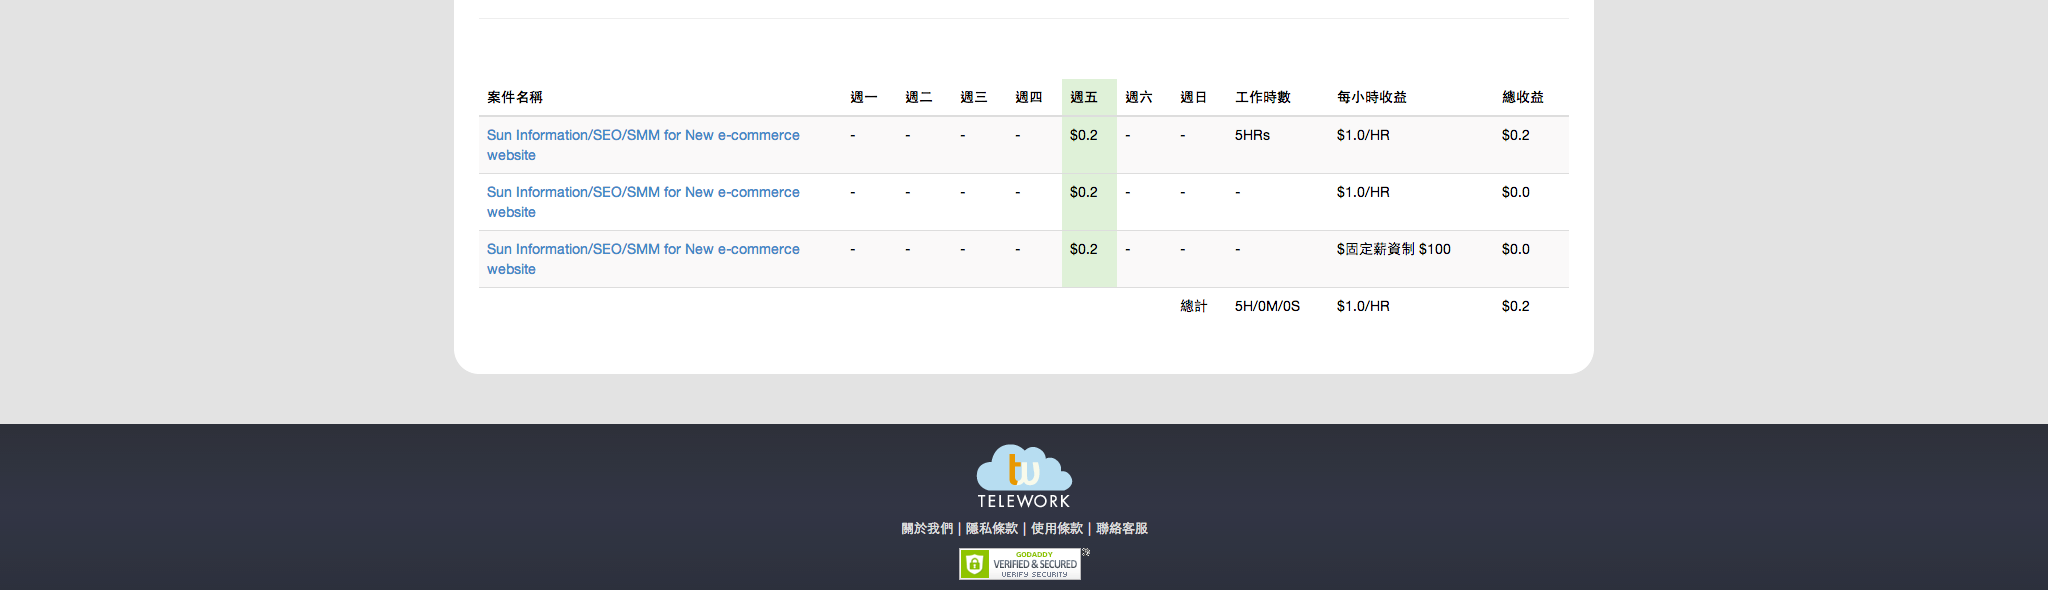 案件名稱 週一 週二 週三 週四 週五 週六 週日 工作時數 每小時收益 總收益
Sun Information/SEO/SMM for New e-commerce - - - - $0.2 - - 5HRs $1.0/HR $0.2
website
Sun Information/SEO/SMM for New e-commerce - - - - $0.2 - - - $1.0/HR $0.0
website
Sun Information/SEO/SMM for New e-commerce - - - - $0.2 - - - $固定薪資制 $100 $0.0
website
總計 5H/0M/0S $1.0/HR $0.2
tw
TELEWORK
關於我們 | 隱私條款 | 使用條款 | 聯絡客服
GODADDY
VERIFIED & SECURED
VERIFY SECURITY